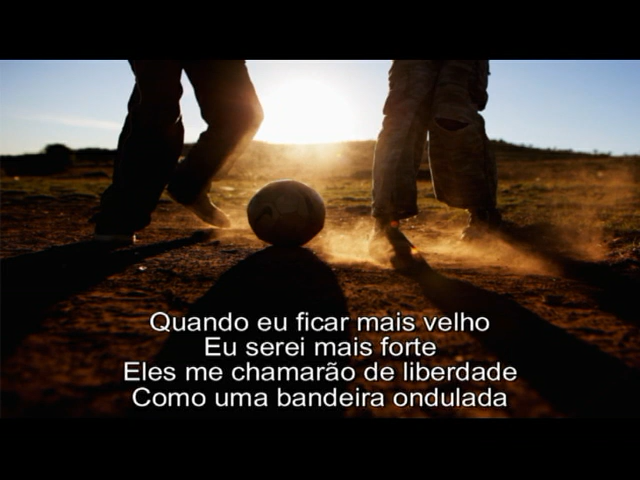 Quando eu ficar mais velho
Eu serei mais forte
Eles me chamarão de liberdade
Como uma bandeira ondulada